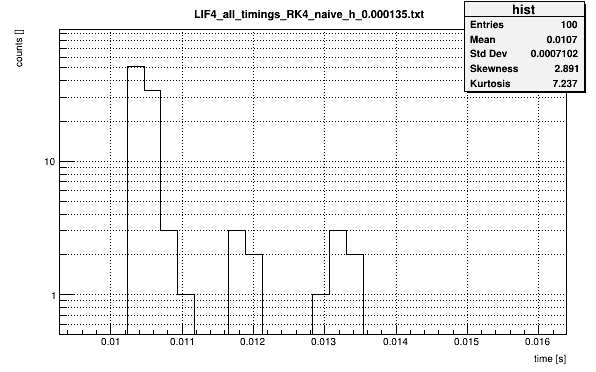 LIF4_all_timings_RK4_naive_h_0.000135.txt
hist
Entries 100
Mean 0.0107
Std Dev 0.0007102
Skewness 2.891
Kurtosis 7.237
counts []
10
1
0.01 0.011 0.012 0.013 0.014 0.015 0.016
time [s]